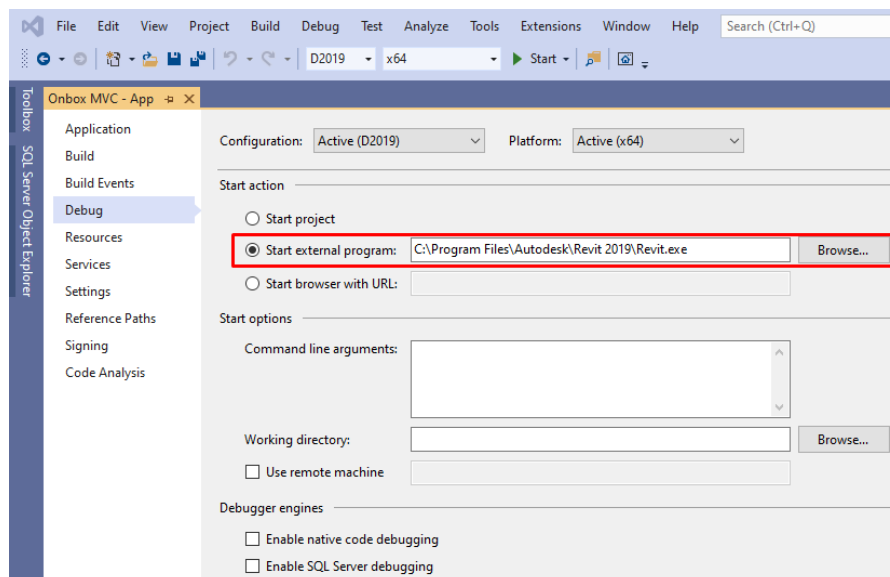 File Edit View Project Build Debug Test Analyze Tools Extensions Window Help Search (Ctrl+Q)
D2019 x64 Start
Toolbox
SQL Server Object Explorer
Onbox MVC - App
Application
Build
Build Events
Debug
Resources
Services
Settings
Reference Paths
Signing
Code Analysis
Configuration: Active (D2019) Platform: Active (x64)
Start action
Start project
Start external program: C:\Program Files\Autodesk\Revit 2019\Revit.exe Browse...
Start browser with URL:
Start options
Command line arguments:
Working directory: Browse...
Use remote machine
Debugger engines
Enable native code debugging
Enable SQL Server debugging